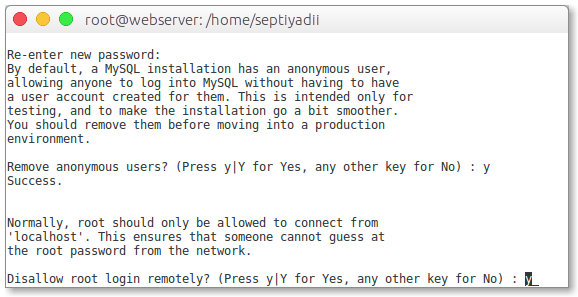 root@webserver: /home/septiyadii
Re-enter new password:
By default, a MySQL installation has an anonymous user,
allowing anyone to log into MySQL without having to have
a user account created for them. This is intended only for
testing, and to make the installation go a bit smoother.
You should remove them before moving into a production
environment.
Remove anonymous users? (Press y|Y for Yes, any other key for No) : y
Success.
Normally, root should only be allowed to connect from
'localhost'. This ensures that someone cannot guess at
the root password from the network.
Disallow root login remotely? (Press y|Y for Yes, any other key for No) : y_